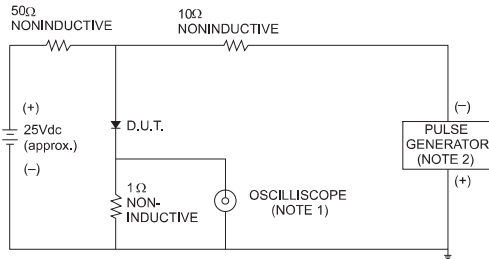 50Ω
NONINDUCTIVE
10Ω
NONINDUCTIVE
(+)
25Vdc
(approx.)
(–)
D.U.T.
1Ω
NON-
INDUCTIVE
OSCILLISCOPE
(NOTE 1)
(–)
PULSE
GENERATOR
(NOTE 2)
(+)